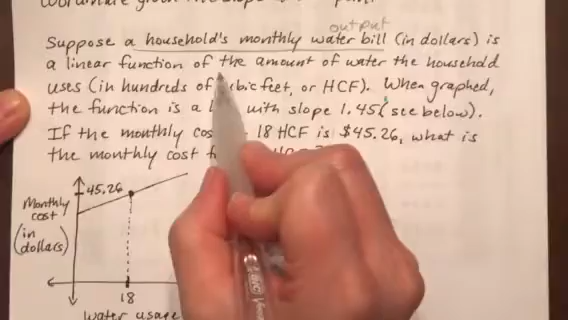 output
Suppose a household's monthly water bill (in dollars) is
a linear function of the amount of water the household
uses (in hundreds of cubic feet, or HCF). When graphed,
the function is a with slope 1.45 (see below).
If the monthly 18 HCF is $45.26, what is
the monthly cost
45.26
Monthly
cost
(in
dollars)
18
water usage
BIC